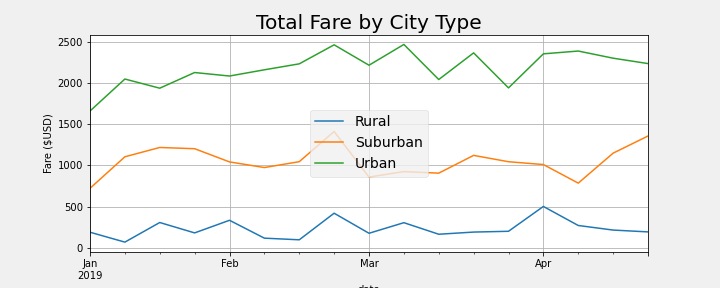 Total Fare by City Type
Fare ($USD)
2500
2000
1500
1000
500
0
Rural
Suburban
Urban
Jan
2019
Feb
Mar
Apr
date